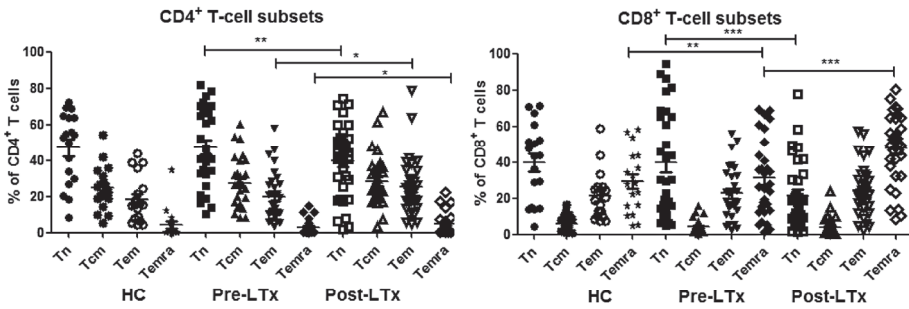 CD4⁺ T-cell subsets
**
*
*
% of CD4⁺ T cells
100
80
60
40
20
0
Tn Tcm Tem Temra Tn Tcm Tem Temra Tn Tcm Tem Temra
HC Pre-LTx Post-LTx
CD8⁺ T-cell subsets
***
**
***
% of CD8⁺ T cells
100
80
60
40
20
0
Tn Tcm Tem Temra Tn Tcm Tem Temra Tn Tcm Tem Temra
HC Pre-LTx Post-LTx